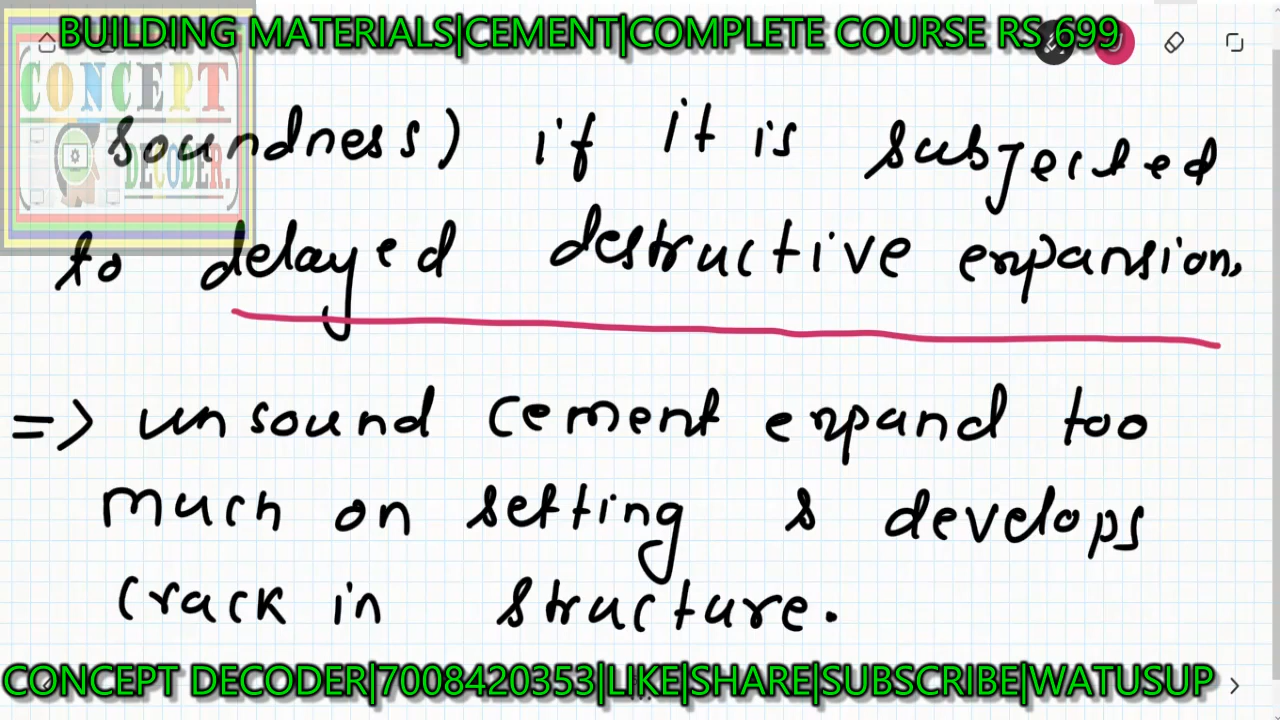 BUILDING MATERIALS|CEMENT|COMPLETE COURSE RS 699
CONCEPT
DECODER.
soundness) if it is subjected
to delayed destructive expansion.
=> unsound cement expand too
much on setting & develops
crack in structure.
CONCEPT DECODER|7008420353|LIKE|SHARE|SUBSCRIBE|WATUSUP